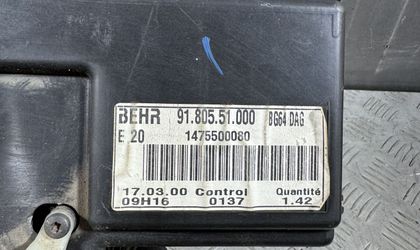 BEHR 91.805.51.000 BG64 DAG
E 20 1475500080
17.03.00 Control Quantité
09H16 0137 1.42